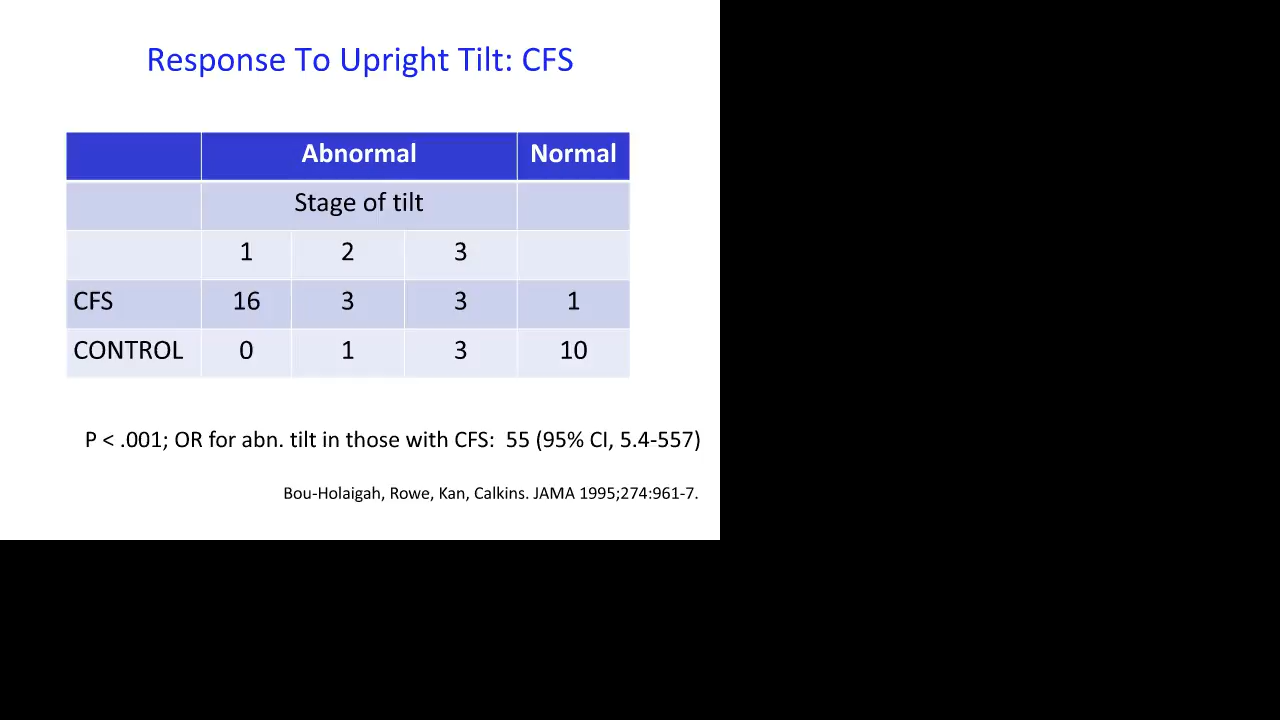 Response To Upright Tilt: CFS
Abnormal Normal
Stage of tilt
1 2 3
CFS 16 3 3 1
CONTROL 0 1 3 10
P < .001; OR for abn. tilt in those with CFS: 55 (95% CI, 5.4-557)
Bou-Holaigah, Rowe, Kan, Calkins. JAMA 1995;274:961-7.